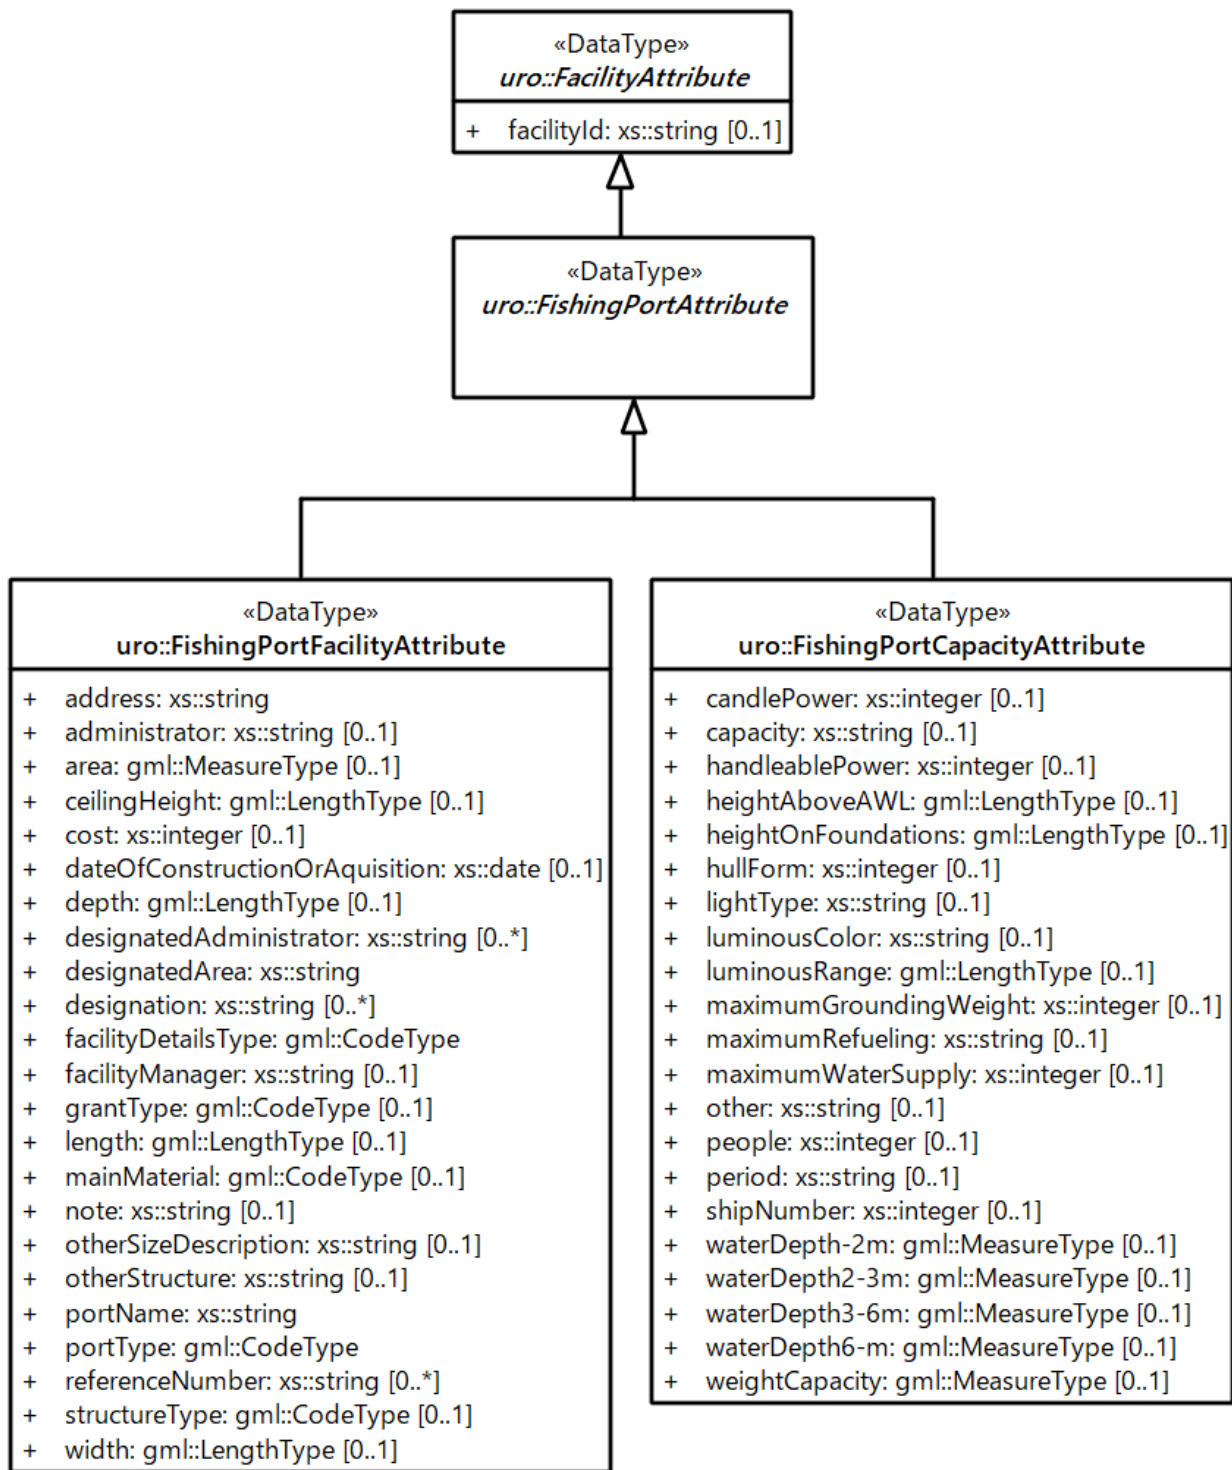 «DataType»
uro::FacilityAttribute
+ facilityId: xs::string [0..1]
«DataType»
uro::FishingPortAttribute
«DataType»
uro::FishingPortFacilityAttribute
+ address: xs::string
+ administrator: xs::string [0..1]
+ area: gml::MeasureType [0..1]
+ ceilingHeight: gml::LengthType [0..1]
+ cost: xs::integer [0..1]
+ dateOfConstructionOrAquisition: xs::date [0..1]
+ depth: gml::LengthType [0..1]
+ designatedAdministrator: xs::string [0..*]
+ designatedArea: xs::string
+ designation: xs::string [0..*]
+ facilityDetailsType: gml::CodeType
+ facilityManager: xs::string [0..1]
+ grantType: gml::CodeType [0..1]
+ length: gml::LengthType [0..1]
+ mainMaterial: gml::CodeType [0..1]
+ note: xs::string [0..1]
+ otherSizeDescription: xs::string [0..1]
+ otherStructure: xs::string [0..1]
+ portName: xs::string
+ portType: gml::CodeType
+ referenceNumber: xs::string [0..*]
+ structureType: gml::CodeType [0..1]
+ width: gml::LengthType [0..1]
«DataType»
uro::FishingPortCapacityAttribute
+ candlePower: xs::integer [0..1]
+ capacity: xs::string [0..1]
+ handleablePower: xs::integer [0..1]
+ heightAboveAWL: gml::LengthType [0..1]
+ heightOnFoundations: gml::LengthType [0..1]
+ hullForm: xs::integer [0..1]
+ lightType: xs::string [0..1]
+ luminousColor: xs::string [0..1]
+ luminousRange: gml::LengthType [0..1]
+ maximumGroundingWeight: xs::integer [0..1]
+ maximumRefueling: xs::string [0..1]
+ maximumWaterSupply: xs::integer [0..1]
+ other: xs::string [0..1]
+ people: xs::integer [0..1]
+ period: xs::string [0..1]
+ shipNumber: xs::integer [0..1]
+ waterDepth-2m: gml::MeasureType [0..1]
+ waterDepth2-3m: gml::MeasureType [0..1]
+ waterDepth3-6m: gml::MeasureType [0..1]
+ waterDepth6-m: gml::MeasureType [0..1]
+ weightCapacity: gml::MeasureType [0..1]